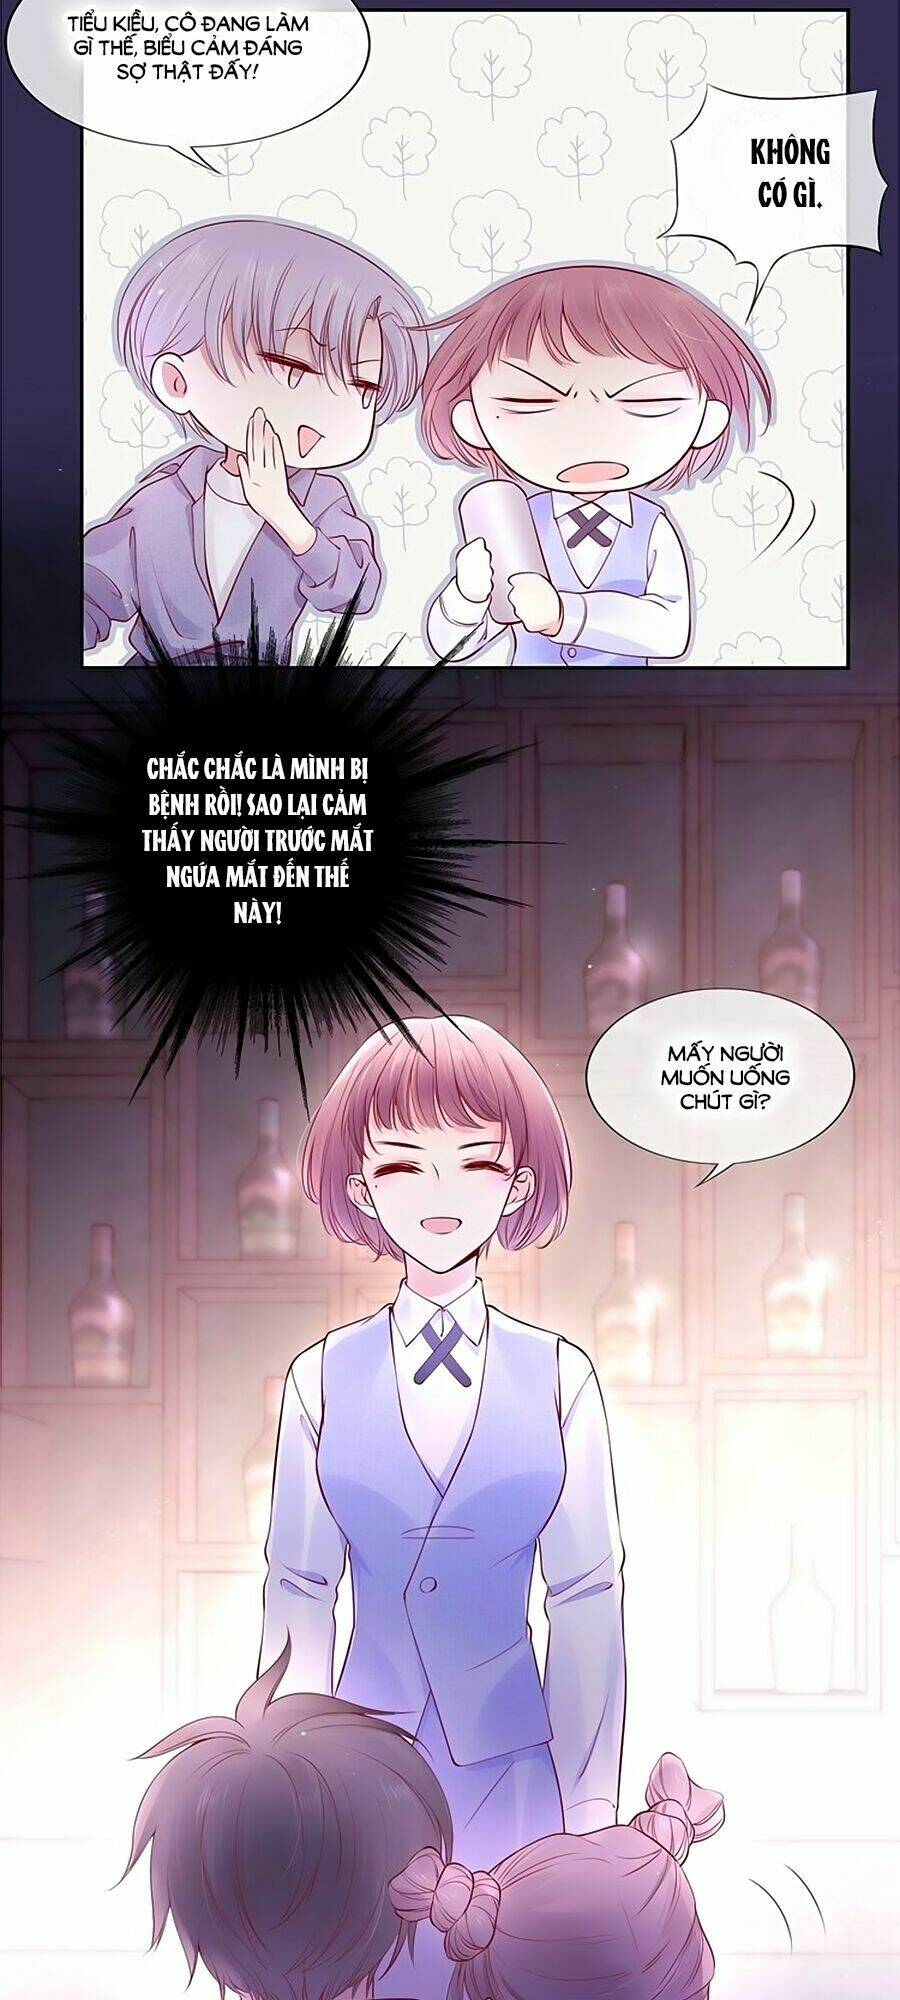 TIỂU KIỀU, CÔ ĐANG LÀM
GÌ THẾ, BIỂU CẢM ĐÁNG
SỢ THẬT ĐẤY!
KHÔNG
CÓ GÌ.
CHẮC CHẮC LÀ MÌNH BỊ
BỆNH RỒI! SAO LẠI CẢM
THẤY NGƯỜI TRƯỚC MẮT
NGỨA MẮT ĐẾN THẾ
NÀY!
MẤY NGƯỜI
MUỐN UỐNG
CHÚT GÌ?